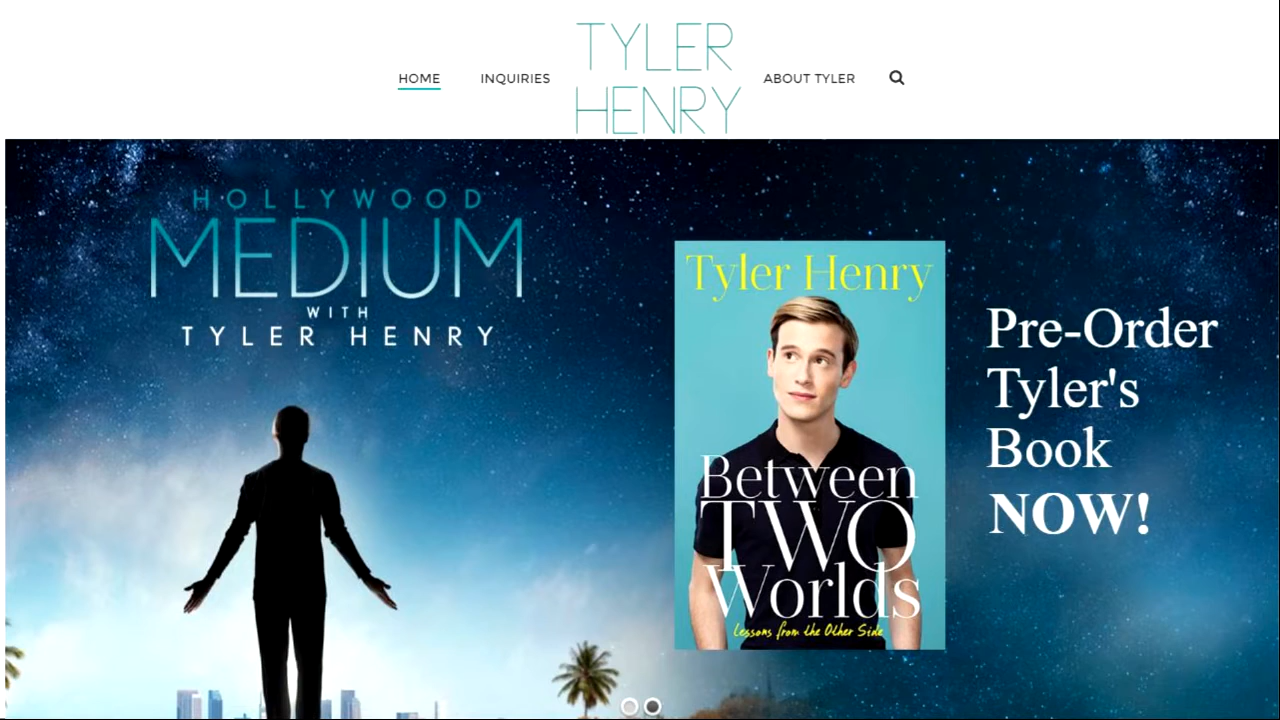 TYLER
HENRY
HOME
INQUIRIES
ABOUT TYLER
HOLLYWOOD
MEDIUM
WITH
TYLER HENRY
Tyler Henry
Between
TWO
Worlds
Lessons from the Other Side
Pre-Order
Tyler's
Book
NOW!